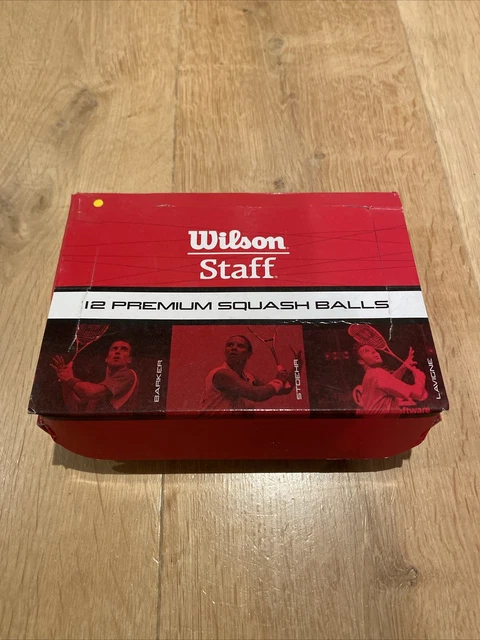 Wilson
Staff
12 PREMIUM SQUASH BALLS
BARKER
STOEHR
LAVIGNE